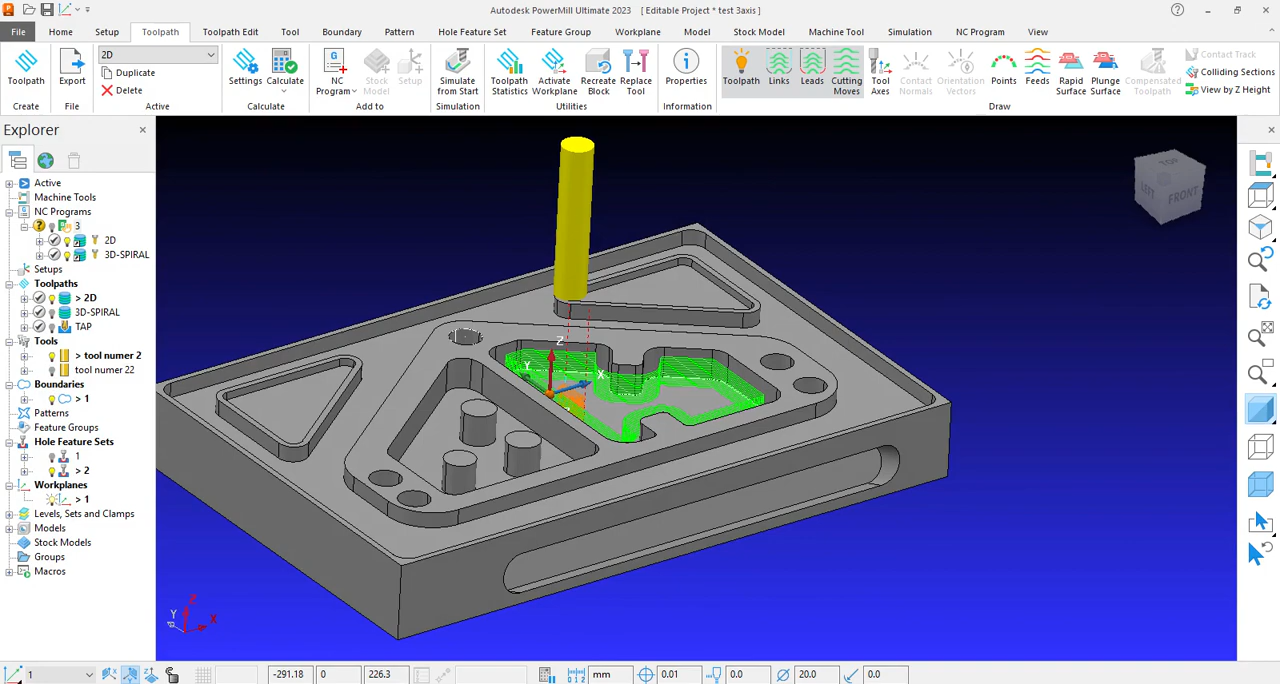 Autodesk PowerMill Ultimate 2023 [ Editable Project * test 3axis ]
File Home Setup Toolpath Toolpath Edit Tool Boundary Pattern Hole Feature Set Feature Group Workplane Model Stock Model Machine Tool Simulation NC Program View
Toolpath
Create
Export
File
2D
Duplicate
Delete
Active
Settings
Calculate
Calculate
NC Program
Stock Model
Setup
Add to
Simulate from Start
Simulation
Toolpath Statistics
Activate Workplane
Recreate Block
Replace Tool
Utilities
Properties
Information
Toolpath
Links
Leads
Cutting Moves
Tool Axes
Contact Normals
Orientation Vectors
Points
Feeds
Rapid Surface
Plunge Surface
Compensated Toolpath
Contact Track
Colliding Sections
View by Z Height
Draw
Explorer
Active
Machine Tools
NC Programs
3
2D
3D-SPIRAL
Setups
Toolpaths
> 2D
3D-SPIRAL
TAP
Tools
> tool numer 2
tool numer 22
Boundaries
> 1
Patterns
Feature Groups
Hole Feature Sets
1
> 2
Workplanes
> 1
Levels, Sets and Clamps
Models
Stock Models
Groups
Macros
LEFT
FRONT
Z
Y
X
Z
Y
X
1
-291.18
0
226.3
mm
0.01
0.0
20.0
0.0